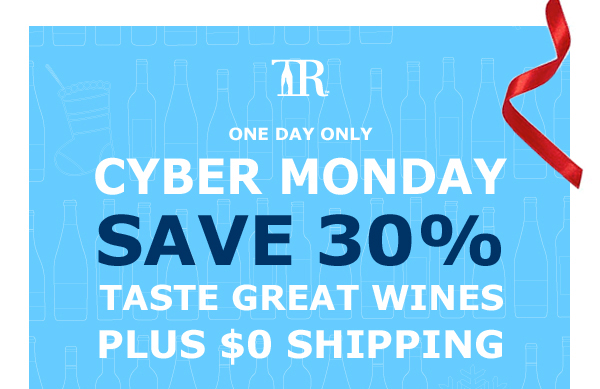 TR
ONE DAY ONLY
CYBER MONDAY
SAVE 30%
TASTE GREAT WINES
PLUS $0 SHIPPING